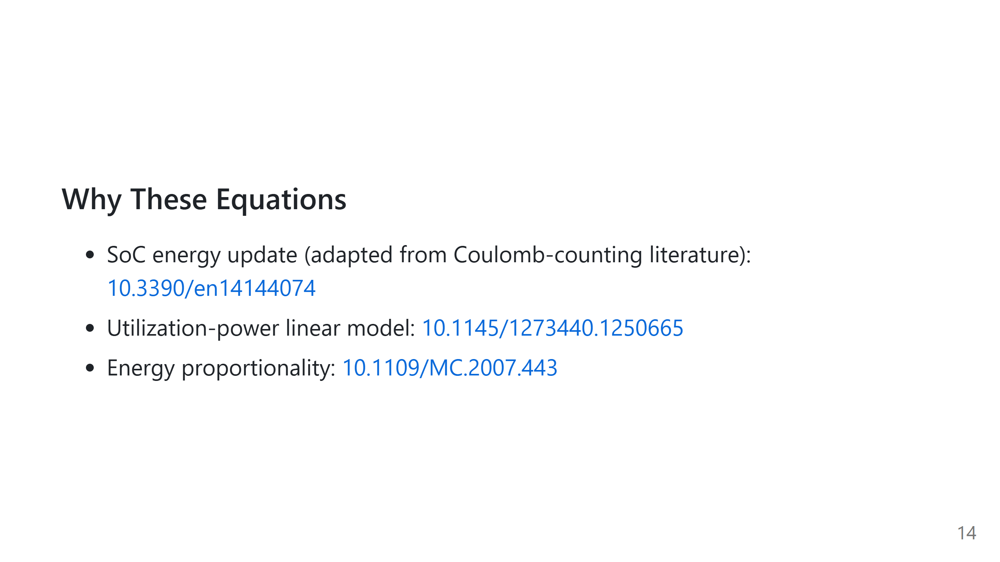 Why These Equations
• SoC energy update (adapted from Coulomb-counting literature):
10.3390/en14144074
• Utilization-power linear model: 10.1145/1273440.1250665
• Energy proportionality: 10.1109/MC.2007.443
14